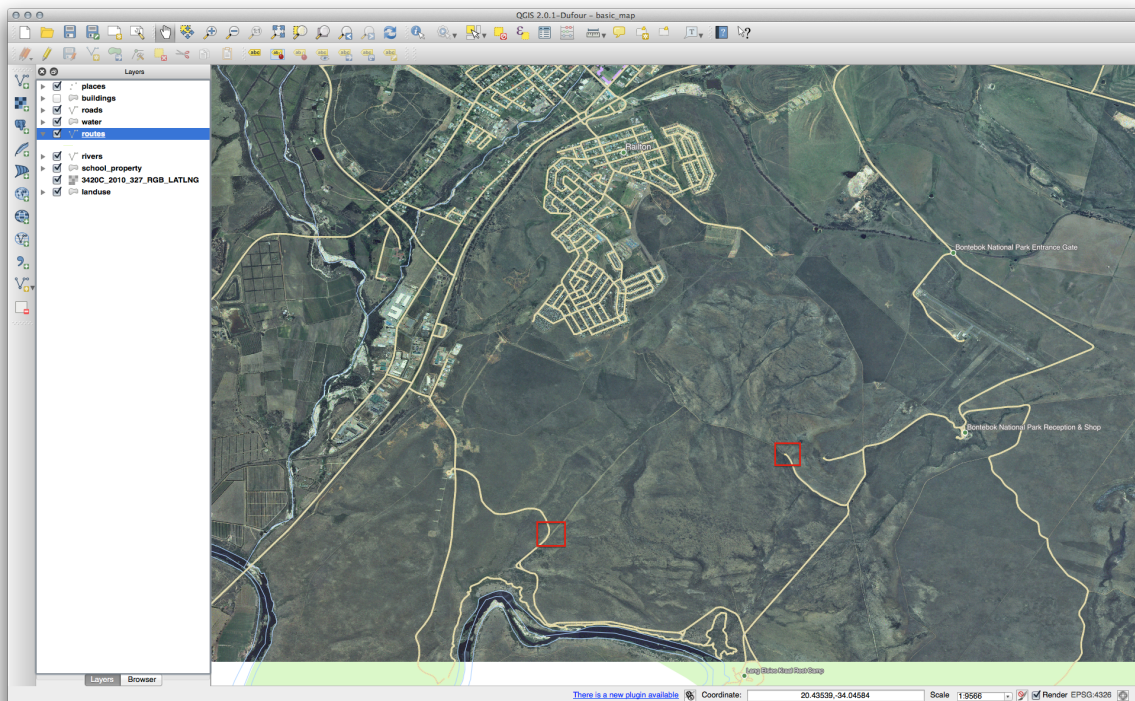 QGIS 2.0.1-Dufour - basic_map
Layers
places
buildings
roads
water
routes
rivers
school_property
3420C_2010_327_RGB_LATLNG
landuse
Railton
Bontebok National Park Entrance Gate
Bontebok National Park Reception & Shop
Lang Elsies Kraal Rest Camp
Layers Browser
There is a new plugin available Coordinate: 20.43539,-34.04584 Scale 1:9566 Render EPSG:4326